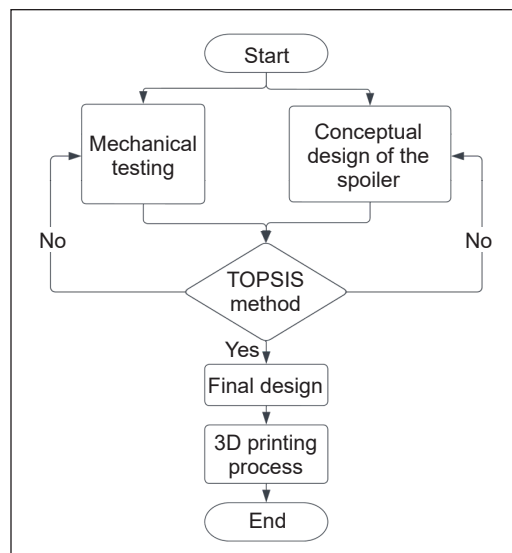 Start
Mechanical
testing
Conceptual
design of the
spoiler
No
No
TOPSIS
method
Yes
Final design
3D printing
process
End